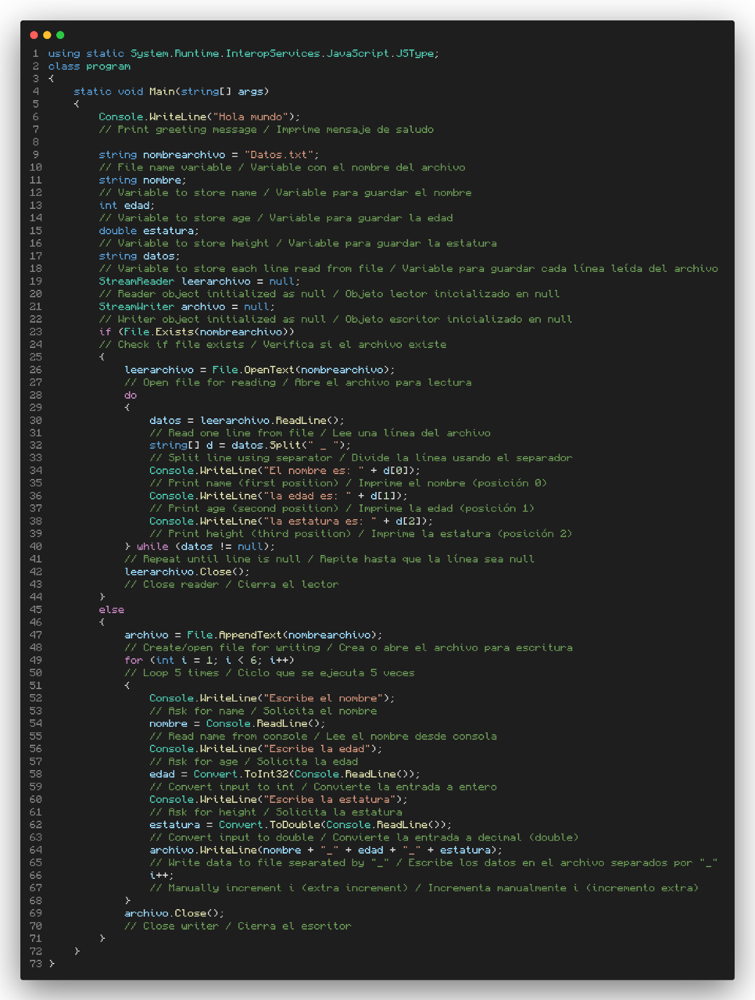 1 using static System.Runtime.InteropServices.JavaScript.JSType;
2 class program
3 {
4 static void Main(string[] args)
5 {
6 Console.WriteLine("Hola mundo");
7 // Print greeting message / Imprime mensaje de saludo
8
9 string nombrearchivo = "Datos.txt";
10 // File name variable / Variable con el nombre del archivo
11 string nombre;
12 // Variable to store name / Variable para guardar el nombre
13 int edad;
14 // Variable to store age / Variable para guardar la edad
15 double estatura;
16 // Variable to store height / Variable para guardar la estatura
17 string datos;
18 // Variable to store each line read from file / Variable para guardar cada línea leída del archivo
19 StreamReader leerarchivo = null;
20 // Reader object initialized as null / Objeto lector inicializado en null
21 StreamWriter archivo = null;
22 // Writer object initialized as null / Objeto escritor inicializado en null
23 if (File.Exists(nombrearchivo))
24 // Check if file exists / Verifica si el archivo existe
25 {
26 leerarchivo = File.OpenText(nombrearchivo);
27 // Open file for reading / Abre el archivo para lectura
28 do
29 {
30 datos = leerarchivo.ReadLine();
31 // Read one line from file / Lee una línea del archivo
32 string[] d = datos.Split(" _ ");
33 // Split line using separator / Divide la línea usando el separador
34 Console.WriteLine("El nombre es: " + d[0]);
35 // Print name (first position) / Imprime el nombre (posición 0)
36 Console.WriteLine("la edad es: " + d[1]);
37 // Print age (second position) / Imprime la edad (posición 1)
38 Console.WriteLine("la estatura es: " + d[2]);
39 // Print height (third position) / Imprime la estatura (posición 2)
40 } while (datos != null);
41 // Repeat until line is null / Repite hasta que la línea sea null
42 leerarchivo.Close();
43 // Close reader / Cierra el lector
44 }
45 else
46 {
47 archivo = File.AppendText(nombrearchivo);
48 // Create/open file for writing / Crea o abre el archivo para escritura
49 for (int i = 1; i < 6; i++)
50 // Loop 5 times / Ciclo que se ejecuta 5 veces
51 {
52 Console.WriteLine("Escribe el nombre");
53 // Ask for name / Solicita el nombre
54 nombre = Console.ReadLine();
55 // Read name from console / Lee el nombre desde consola
56 Console.WriteLine("Escribe la edad");
57 // Ask for age / Solicita la edad
58 edad = Convert.ToInt32(Console.ReadLine());
59 // Convert input to int / Convierte la entrada a entero
60 Console.WriteLine("Escribe la estatura");
61 // Ask for height / Solicita la estatura
62 estatura = Convert.ToDouble(Console.ReadLine());
63 // Convert input to double / Convierte la entrada a decimal (double)
64 archivo.WriteLine(nombre + "_" + edad + "_" + estatura);
65 // Write data to file separated by "_" / Escribe los datos en el archivo separados por "_"
66 i++;
67 // Manually increment i (extra increment) / Incrementa manualmente i (incremento extra)
68 }
69 archivo.Close();
70 // Close writer / Cierra el escritor
71 }
72 }
73 }